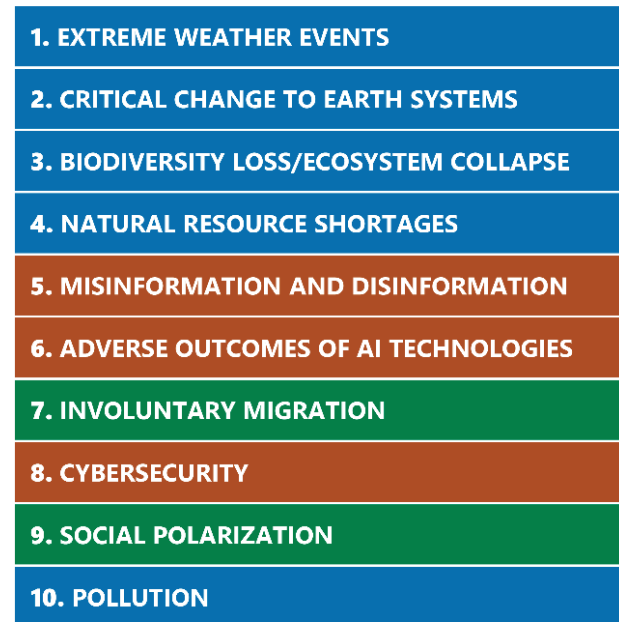 1. EXTREME WEATHER EVENTS
2. CRITICAL CHANGE TO EARTH SYSTEMS
3. BIODIVERSITY LOSS/ECOSYSTEM COLLAPSE
4. NATURAL RESOURCE SHORTAGES
5. MISINFORMATION AND DISINFORMATION
6. ADVERSE OUTCOMES OF AI TECHNOLOGIES
7. INVOLUNTARY MIGRATION
8. CYBERSECURITY
9. SOCIAL POLARIZATION
10. POLLUTION